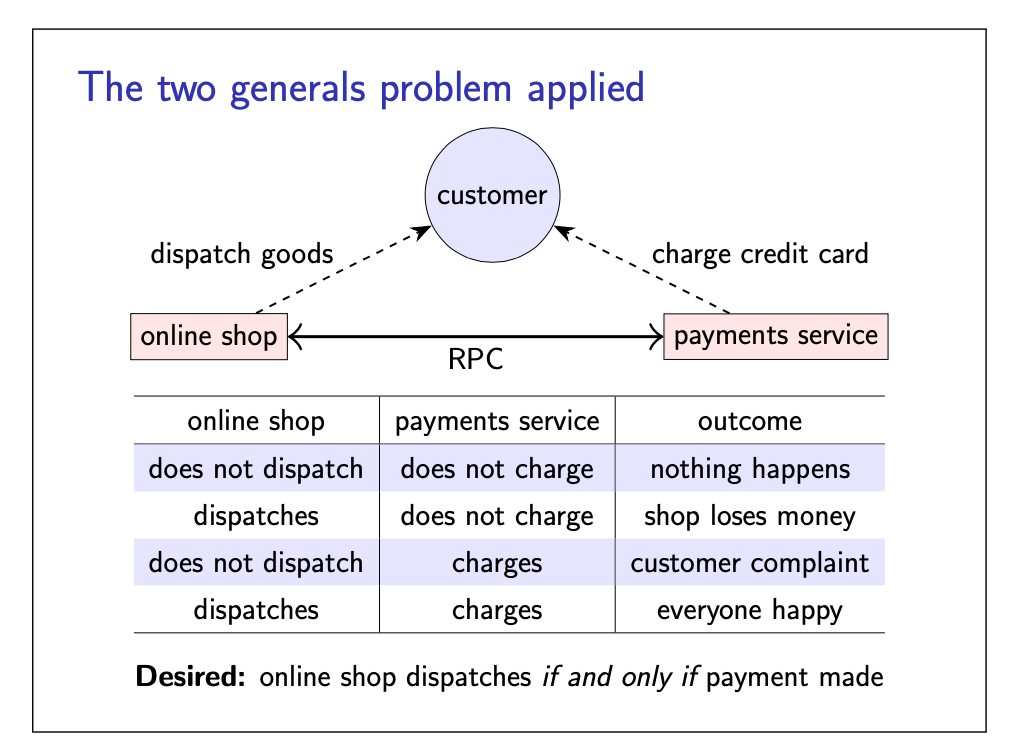 The two generals problem applied
customer
dispatch goods
charge credit card
online shop
payments service
RPC
online shop payments service outcome
does not dispatch does not charge nothing happens
dispatches does not charge shop loses money
does not dispatch charges customer complaint
dispatches charges everyone happy
Desired: online shop dispatches if and only if payment made